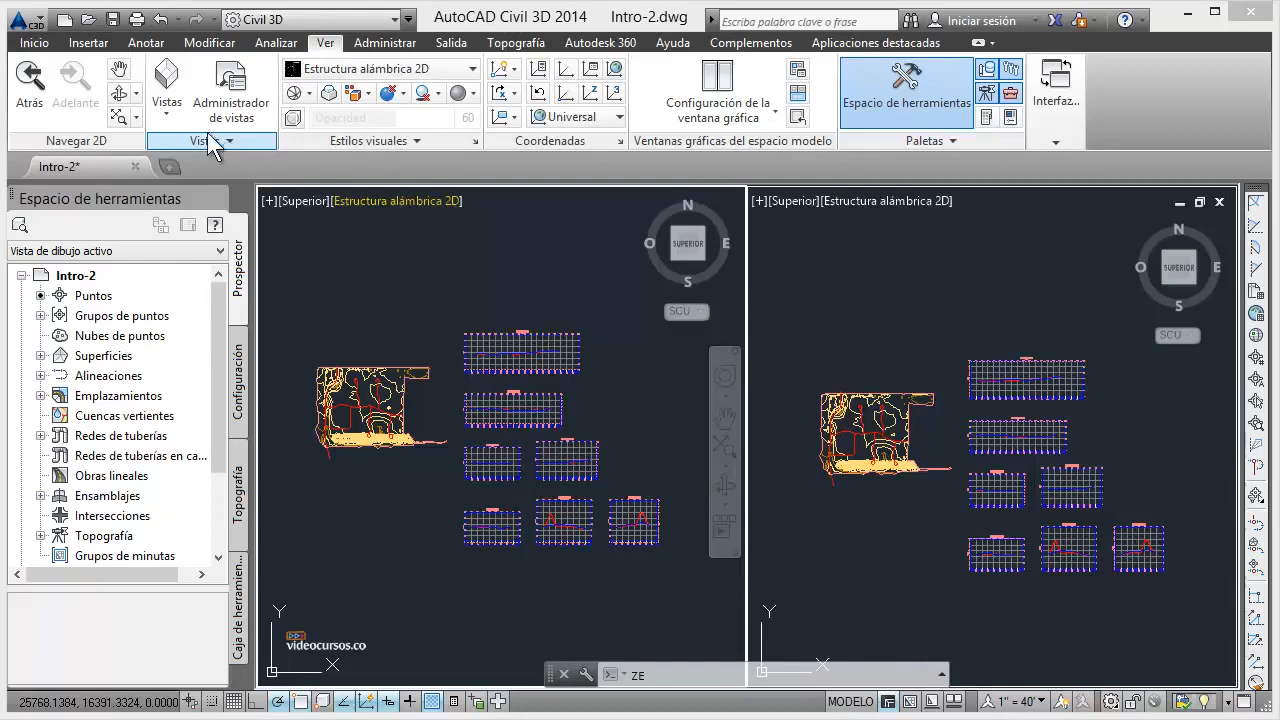 Civil 3D
AutoCAD Civil 3D 2014
Intro-2.dwg
Escriba palabra clave o frase
Iniciar sesión
Inicio
Insertar
Anotar
Modificar
Analizar
Ver
Administrar
Salida
Topografía
Autodesk 360
Ayuda
Complementos
Aplicaciones destacadas
Atrás
Adelante
Vistas
Administrador
de vistas
Estructura alámbrica 2D
Opacidad
60
Universal
Configuración de la
ventana gráfica
Espacio de herramientas
Interfaz...
Navegar 2D
Estilos visuales
Coordenadas
Ventanas gráficas del espacio modelo
Paletas
Intro-2*
Espacio de herramientas
Vista de dibujo activo
Intro-2
Puntos
Grupos de puntos
Nubes de puntos
Superficies
Alineaciones
Emplazamientos
Cuencas vertientes
Redes de tuberías
Redes de tuberías en ca...
Obras lineales
Ensamblajes
Intersecciones
Topografía
Grupos de minutas
Prospector
Configuración
Topografía
Caja de herramien...
[+][Superior][Estructura alámbrica 2D]
N
O
SUPERIOR
E
S
SCU
Y
X
videocursos.co
[+][Superior][Estructura alámbrica 2D]
N
O
SUPERIOR
E
S
SCU
Y
X
ZE
25769.1384, 16391.3324, 0.0000
MODELO
1" = 40'